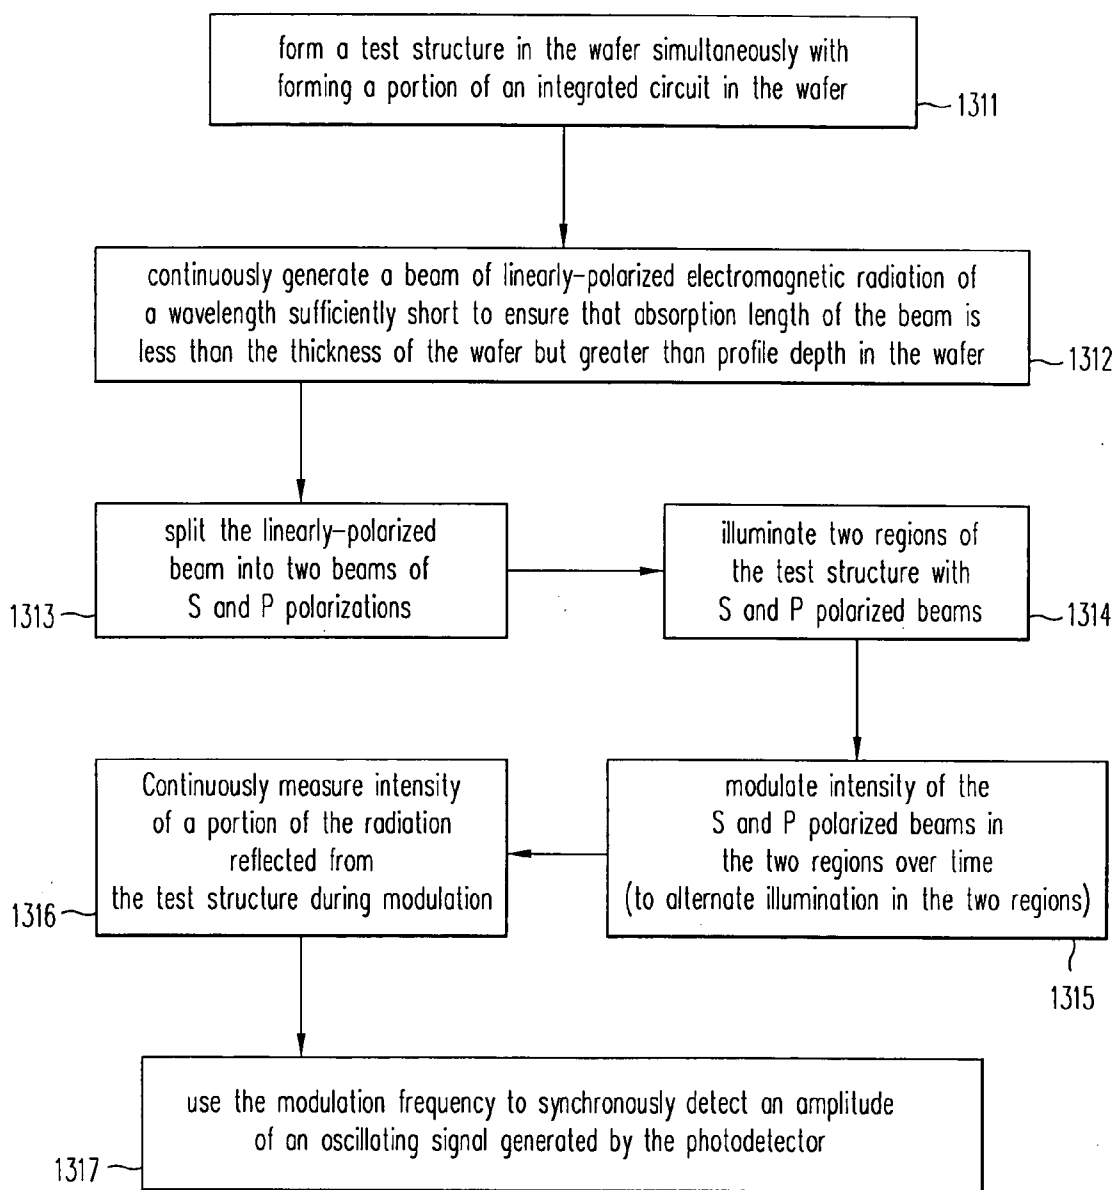 form a test structure in the wafer simultaneously with
forming a portion of an integrated circuit in the wafer
1311
continuously generate a beam of linearly-polarized electromagnetic radiation of
a wavelength sufficiently short to ensure that absorption length of the beam is
less than the thickness of the wafer but greater than profile depth in the wafer
1312
split the linearly-polarized
beam into two beams of
S and P polarizations
1313
illuminate two regions of
the test structure with
S and P polarized beams
1314
modulate intensity of the
S and P polarized beams in
the two regions over time
(to alternate illumination in the two regions)
1315
Continuously measure intensity
of a portion of the radiation
reflected from
the test structure during modulation
1316
use the modulation frequency to synchronously detect an amplitude
of an oscillating signal generated by the photodetector
1317